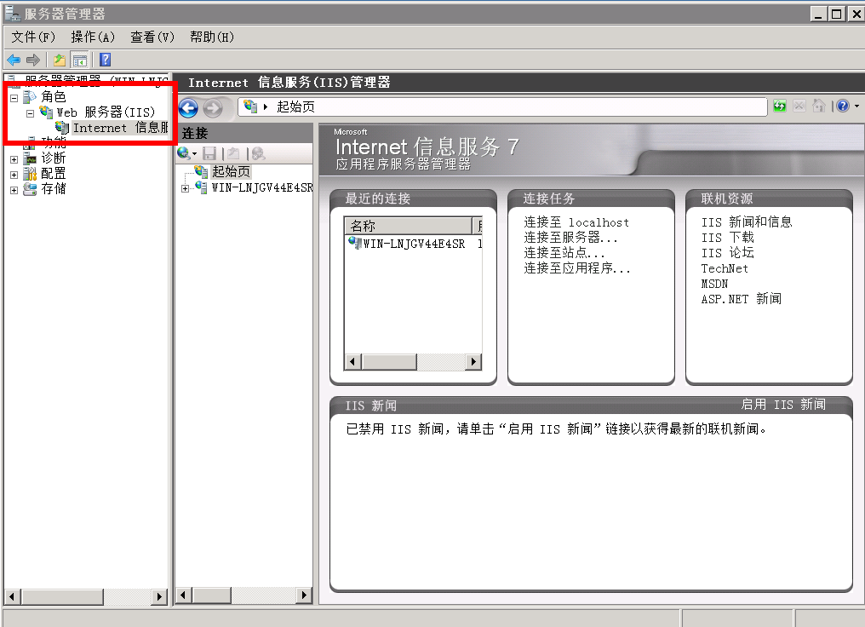 服务器管理器
文件(F) 操作(A) 查看(V) 帮助(H)
服务器管理器 (WIN-LNJG
角色
Web 服务器(IIS)
Internet 信息服
功能
诊断
配置
存储
Internet 信息服务(IIS)管理器
起始页
连接
起始页
WIN-LNJGV44E4SR
Microsoft
Internet 信息服务 7
应用程序服务器管理器
最近的连接
名称
WIN-LNJGV44E4SR
连接任务
连接至 localhost
连接至服务器...
连接至站点...
连接至应用程序...
联机资源
IIS 新闻和信息
IIS 下载
IIS 论坛
TechNet
MSDN
ASP.NET 新闻
IIS 新闻 启用 IIS 新闻
已禁用 IIS 新闻，请单击“启用 IIS 新闻”链接以获得最新的联机新闻。